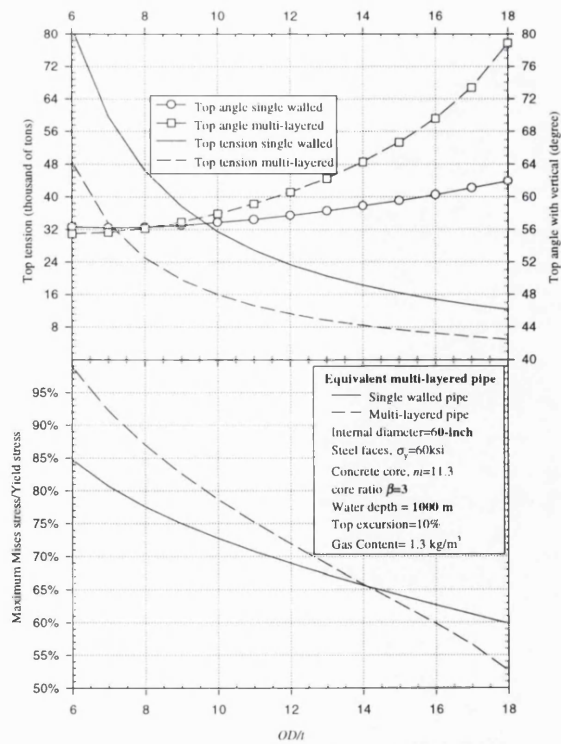 6 8 10 12 14 16 18
80 80
72 76
64 72
56 68
48 64
40 60
32 56
24 52
16 48
8 44
40
Top tension (thousand of tons)
Top angle with vertical (degree)
Top angle single walled
Top angle multi-layered
Top tension single walled
Top tension multi-layered
95%
90%
85%
80%
75%
70%
65%
60%
55%
50%
Maximum Mises stress/Yield stress
Equivalent multi-layered pipe
Single walled pipe
Multi-layered pipe
Internal diameter=60-inch
Steel faces, σy=60ksi
Concrete core, m=11.3
core ratio β=3
Water depth = 1000 m
Top excursion=10%
Gas Content= 1.3 kg/m³
6 8 10 12 14 16 18
OD/t